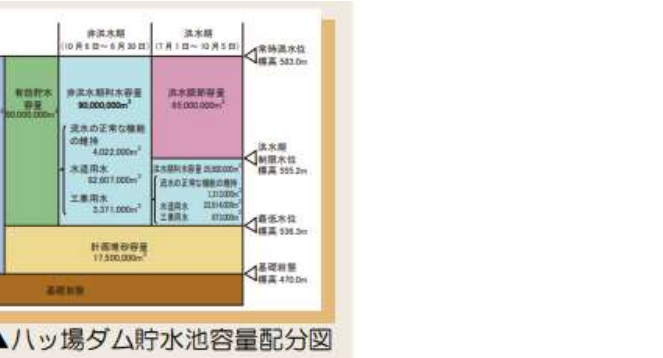 非洪水期
(10月6日～6月30日)
洪水期
(7月1日～10月5日)
常時満水位
標高 583.0m
有効貯水
容量
90,000,000m³
非洪水期利水容量
90,000,000m³
洪水調節容量
65,000,000m³
流水の正常な機能
の維持
4,022,000m³
水道用水
82,607,000m³
工業用水
3,371,000m³
洪水期
制限水位
標高 555.2m
洪水期利水容量 25,000,000m³
流水の正常な機能の維持
水道用水
工業用水
最低水位
標高 536.3m
計画堆砂容量
17,500,000m³
基礎岩盤
標高 470.0m
基礎岩盤
▲八ッ場ダム貯水池容量配分図